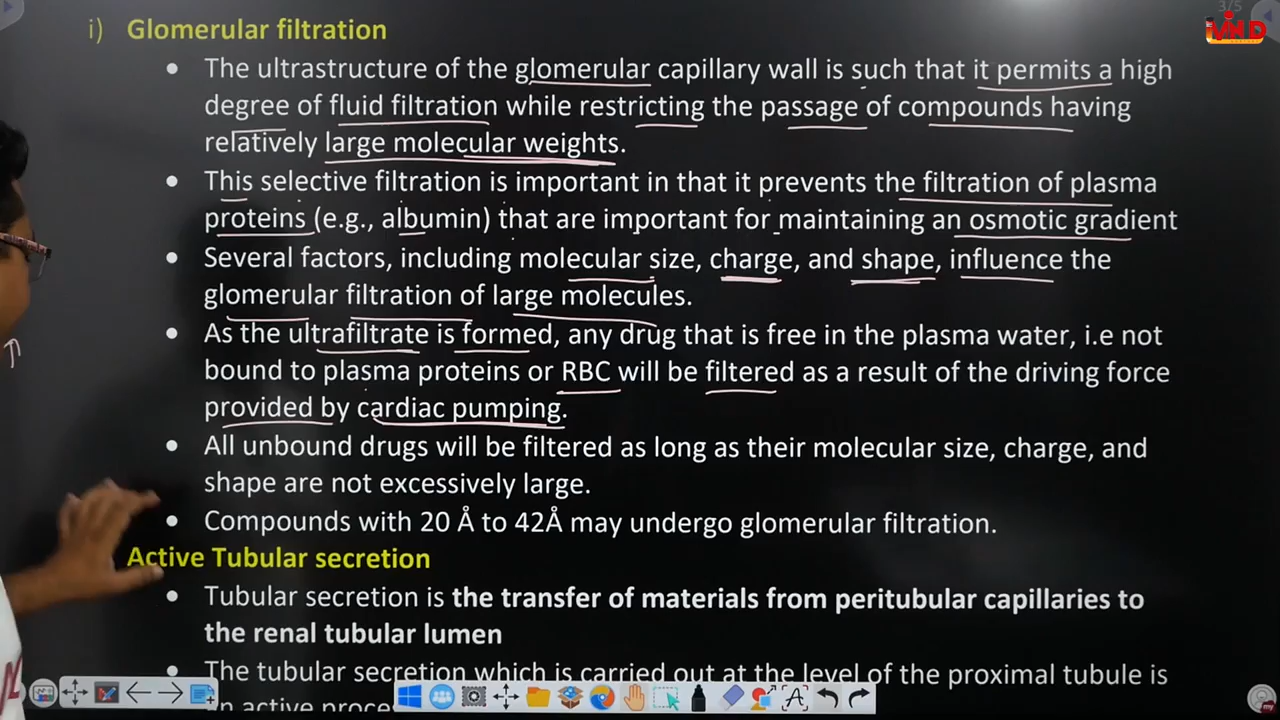 3/5
iVIND
i) Glomerular filtration
• The ultrastructure of the glomerular capillary wall is such that it permits a high
degree of fluid filtration while restricting the passage of compounds having
relatively large molecular weights.
• This selective filtration is important in that it prevents the filtration of plasma
proteins (e.g., albumin) that are important for maintaining an osmotic gradient
• Several factors, including molecular size, charge, and shape, influence the
glomerular filtration of large molecules.
• As the ultrafiltrate is formed, any drug that is free in the plasma water, i.e not
bound to plasma proteins or RBC will be filtered as a result of the driving force
provided by cardiac pumping.
• All unbound drugs will be filtered as long as their molecular size, charge, and
shape are not excessively large.
• Compounds with 20 Å to 42Å may undergo glomerular filtration.
Active Tubular secretion
• Tubular secretion is the transfer of materials from peritubular capillaries to
the renal tubular lumen
• The tubular secretion which is carried out at the level of the proximal tubule is
an active proce